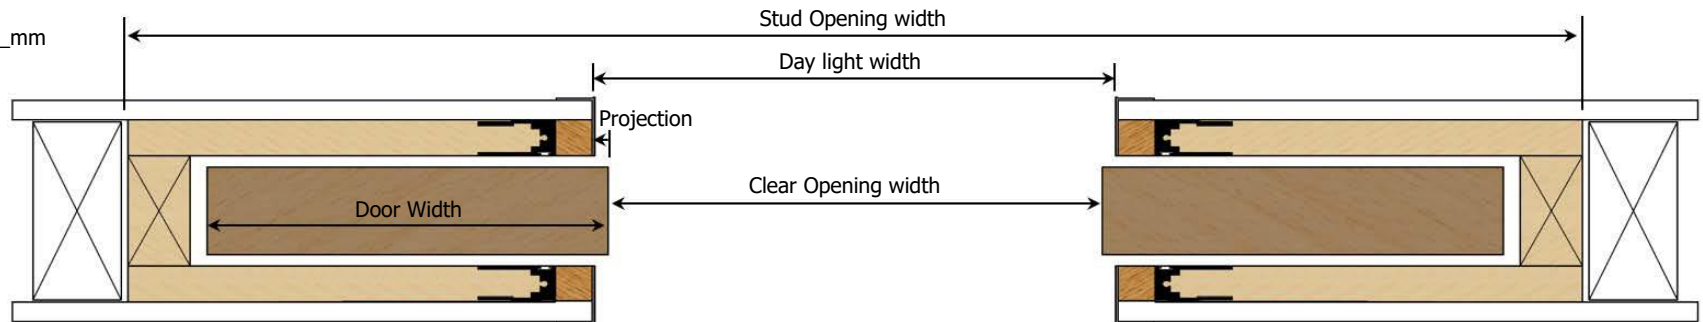 Stud Opening width
_mm
Day light width
Projection
Clear Opening width
Door Width